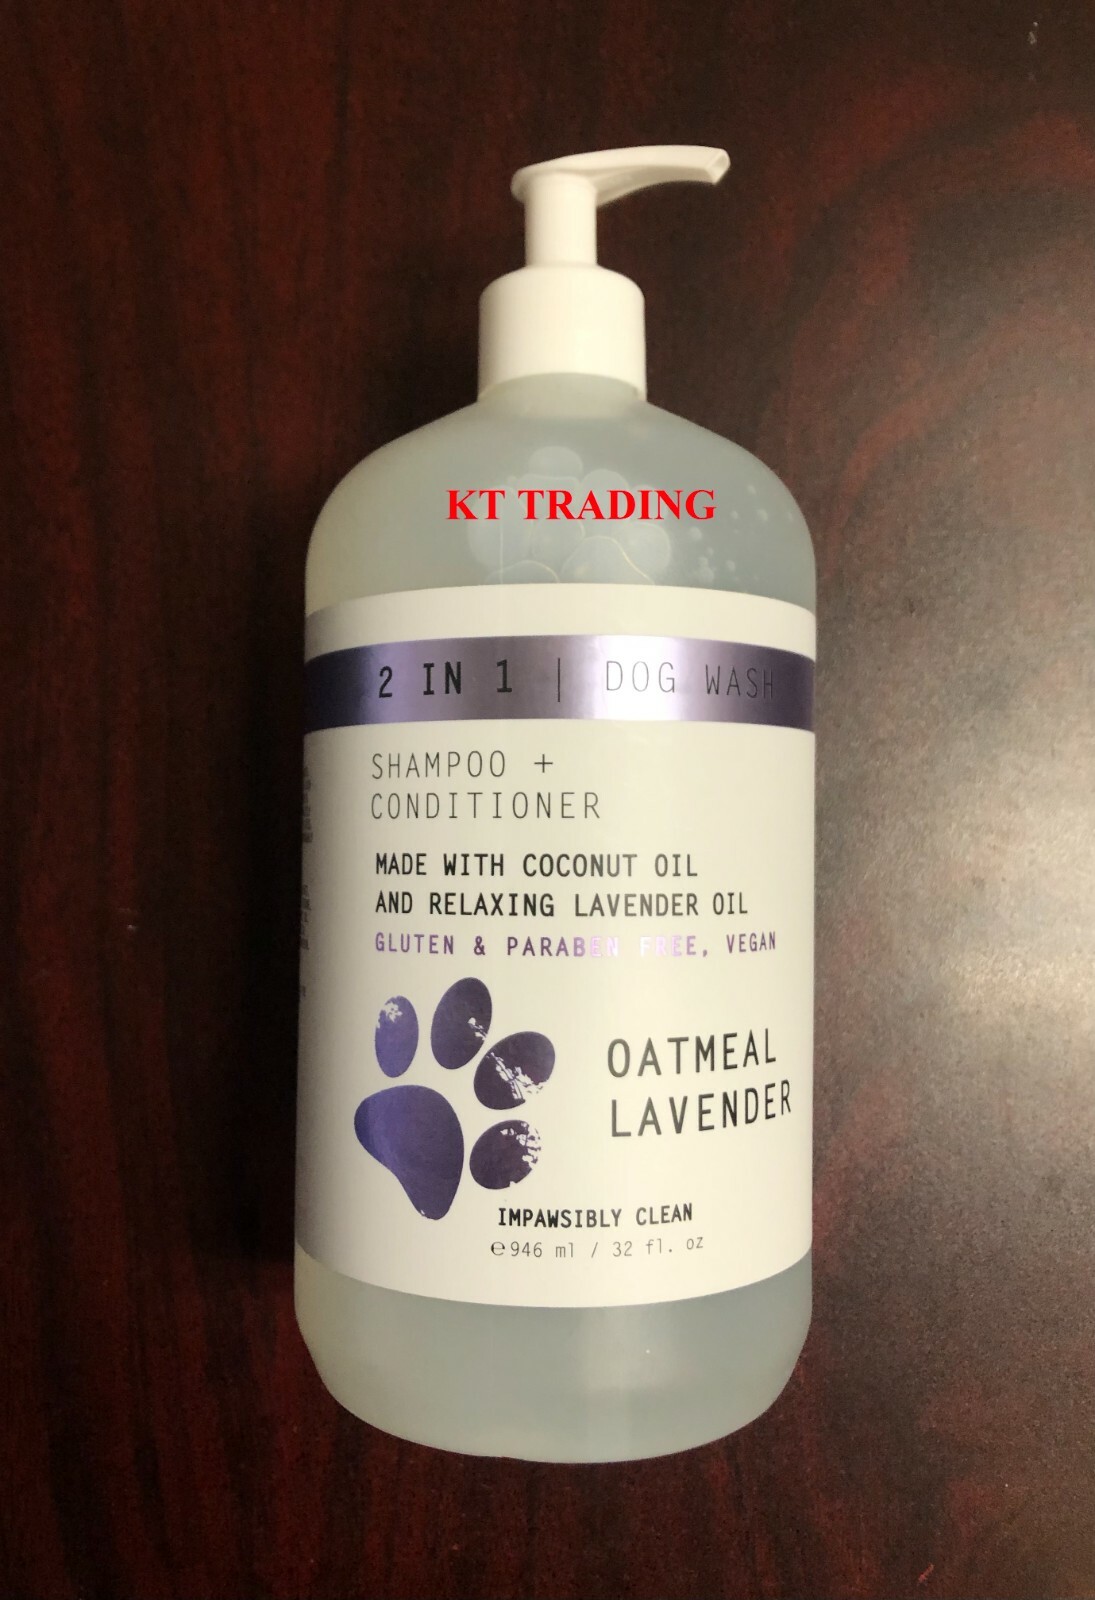 KT TRADING
2 IN 1 | DOG WASH
SHAMPOO +
CONDITIONER
MADE WITH COCONUT OIL
AND RELAXING LAVENDER OIL
GLUTEN & PARABEN FREE, VEGAN
OATMEAL
LAVENDER
IMPAWSIBLY CLEAN
℮946 ml / 32 fl. oz